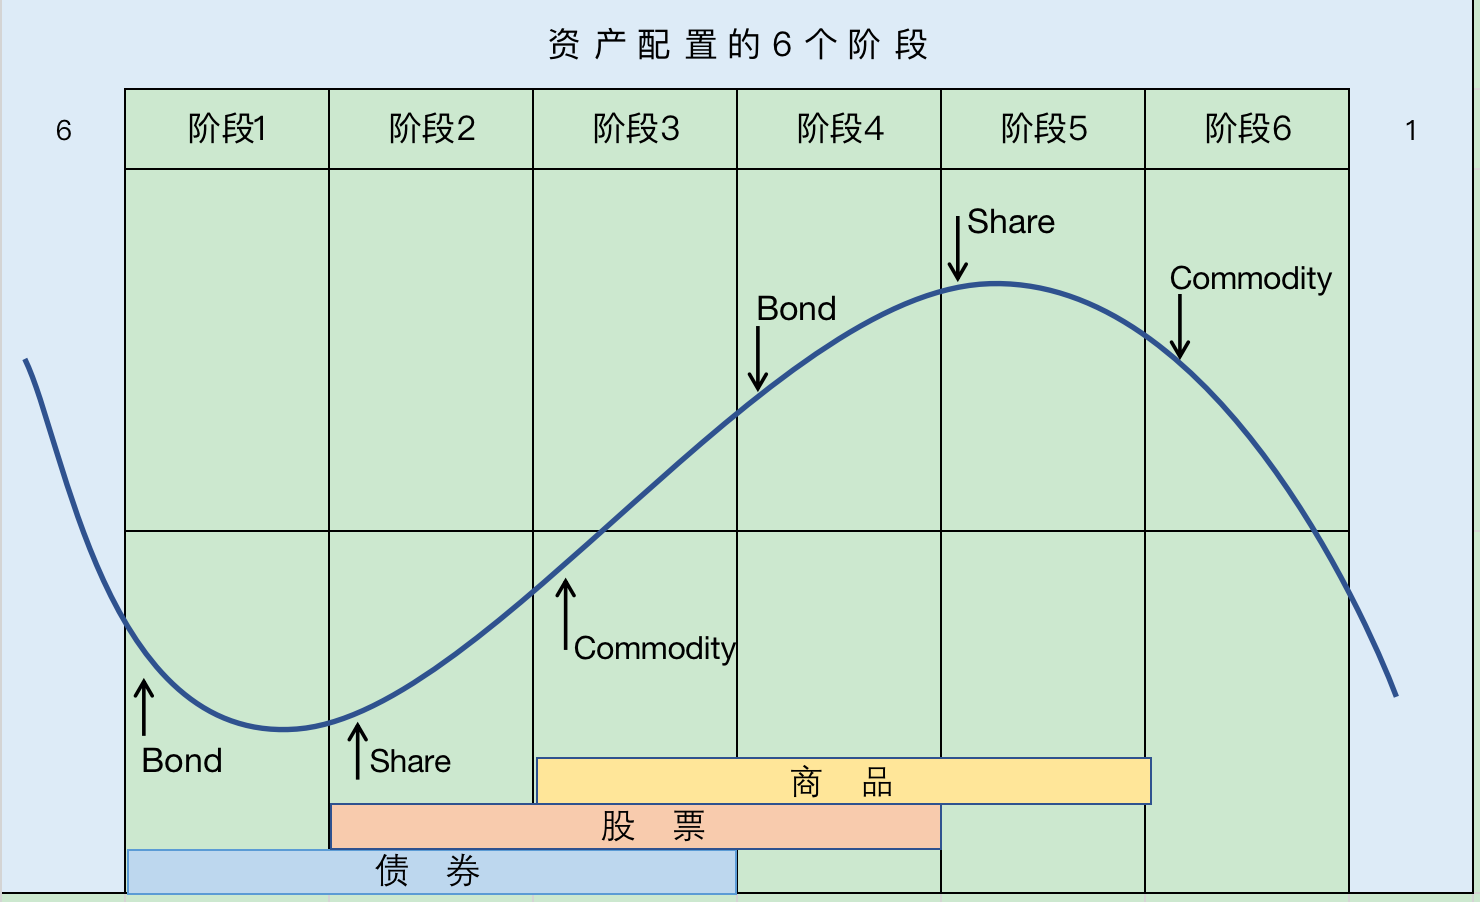 资产配置的6个阶段
6 阶段1 阶段2 阶段3 阶段4 阶段5 阶段6 1
Share
Commodity
Bond
Commodity
Bond
Share
商品
股票
债券